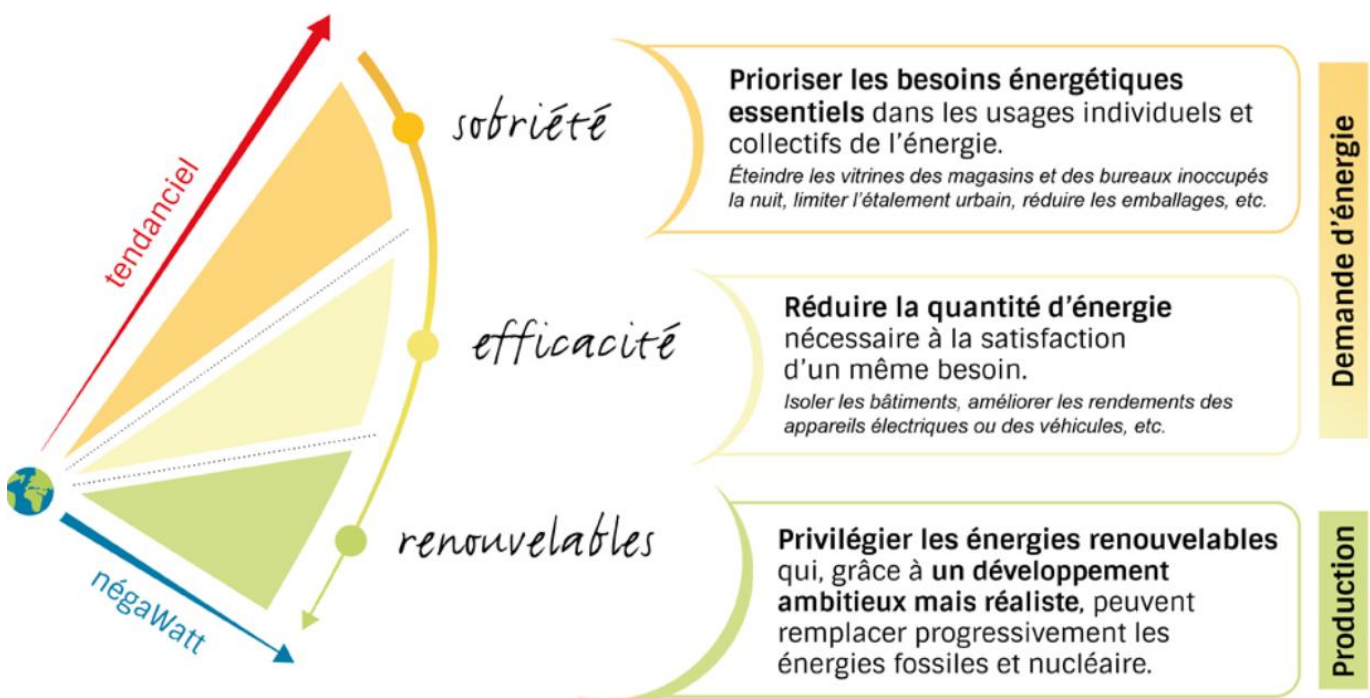 tendanciel
négaWatt
sobriété
Prioriser les besoins énergétiques
essentiels dans les usages individuels et
collectifs de l’énergie.
Éteindre les vitrines des magasins et des bureaux inoccupés
la nuit, limiter l’étalement urbain, réduire les emballages, etc.
efficacité
Réduire la quantité d’énergie
nécessaire à la satisfaction
d’un même besoin.
Isoler les bâtiments, améliorer les rendements des
appareils électriques ou des véhicules, etc.
Demande d’énergie
renouvelables
Privilégier les énergies renouvelables
qui, grâce à un développement
ambitieux mais réaliste, peuvent
remplacer progressivement les
énergies fossiles et nucléaire.
Production